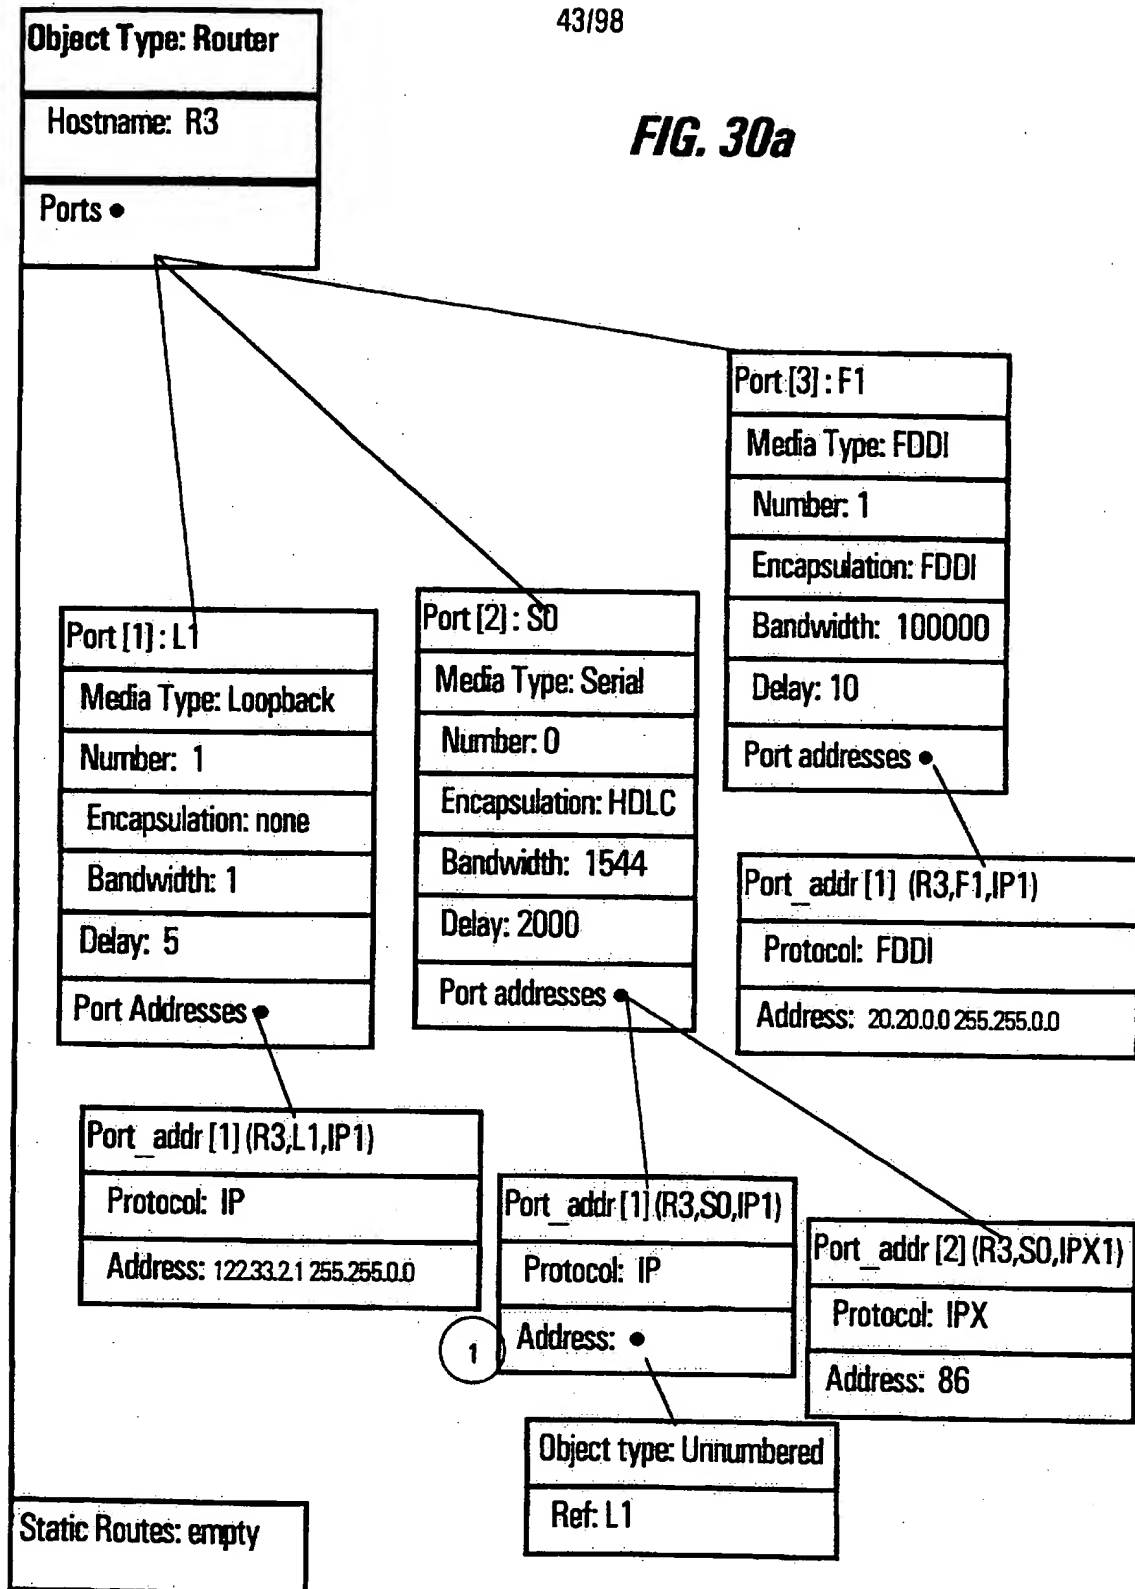 43/98
FIG. 30a
Object Type: Router
Hostname: R3
Ports
Port [3] : F1
Media Type: FDDI
Number: 1
Encapsulation: FDDI
Bandwidth: 100000
Delay: 10
Port addresses
Port [1] : L1
Media Type: Loopback
Number: 1
Encapsulation: none
Bandwidth: 1
Delay: 5
Port Addresses
Port [2] : S0
Media Type: Serial
Number: 0
Encapsulation: HDLC
Bandwidth: 1544
Delay: 2000
Port addresses
Port_addr [1] (R3,F1,IP1)
Protocol: FDDI
Address: 20.20.0.0 255.255.0.0
Port_addr [1] (R3,L1,IP1)
Protocol: IP
Address: 122.33.2.1 255.255.0.0
Port_addr [1] (R3,S0,IP1)
Protocol: IP
Address:
1
Port_addr [2] (R3,S0,IPX1)
Protocol: IPX
Address: 86
Object type: Unnumbered
Ref: L1
Static Routes: empty